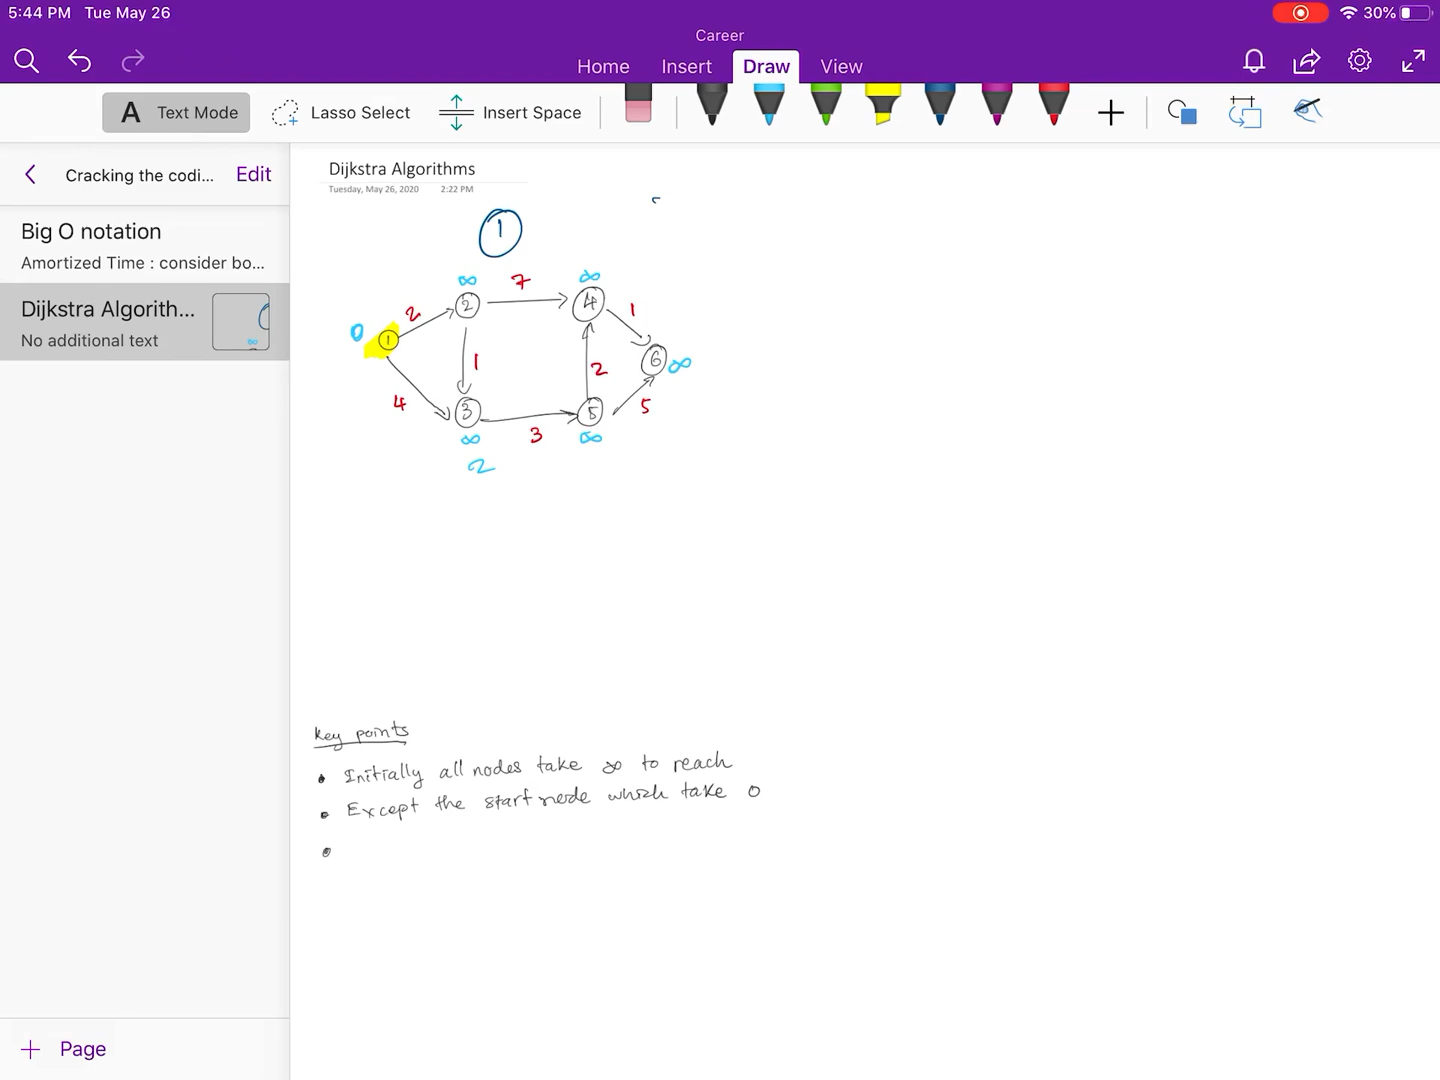 5:44 PM Tue May 26
30%
Career
Home Insert Draw View
A Text Mode Lasso Select Insert Space
Cracking the codi... Edit
Big O notation
Amortized Time : consider bo...
Dijkstra Algorith...
No additional text
Page
Dijkstra Algorithms
Tuesday, May 26, 2020 2:22 PM
1
∞ 7 ∞
2 2 4 1
0 1
1 2 6 ∞
4 3 5 5
∞ 3 ∞
2
Key points
• Initially all nodes take ∞ to reach
• Except the start node which take 0
•